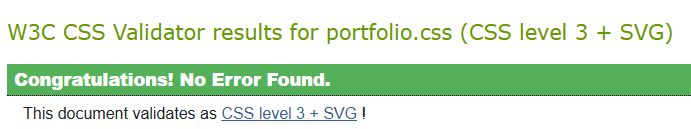 W3C CSS Validator results for portfolio.css (CSS level 3 + SVG)
Congratulations! No Error Found.
This document validates as CSS level 3 + SVG !